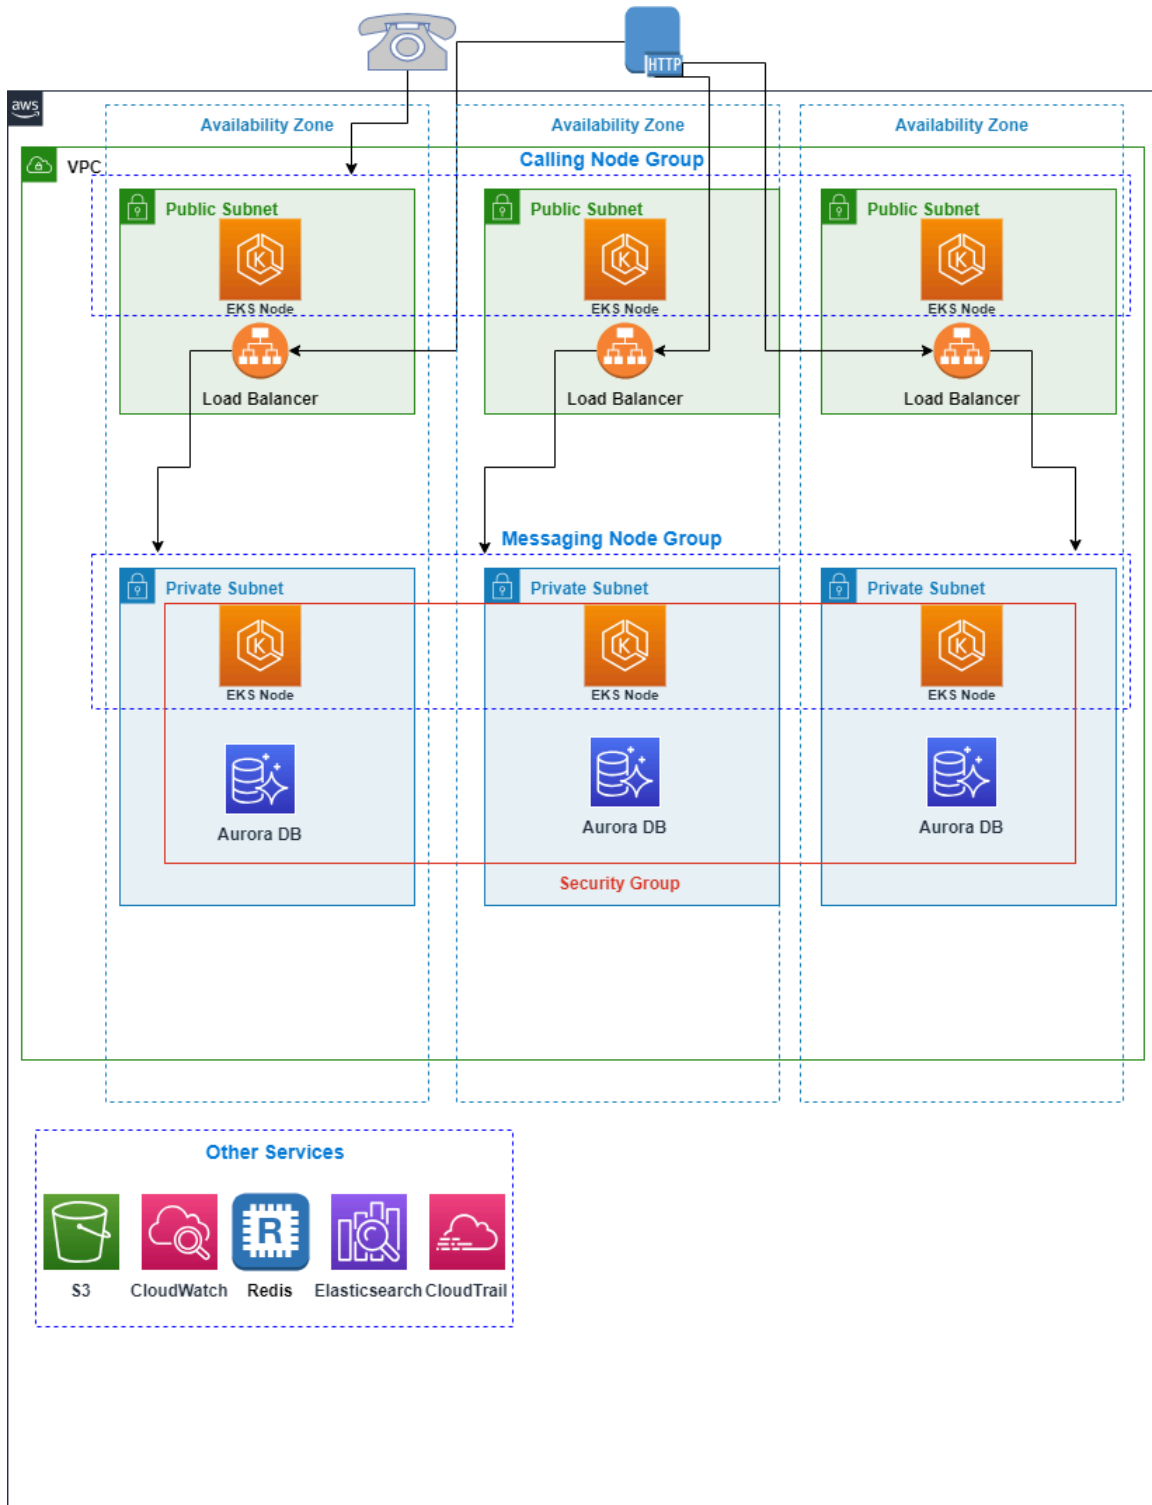 HTTP
aws
Availability Zone
Availability Zone
Availability Zone
VPC
Calling Node Group
Public Subnet
Public Subnet
Public Subnet
K
K
K
EKS Node
EKS Node
EKS Node
Load Balancer
Load Balancer
Load Balancer
Messaging Node Group
Private Subnet
Private Subnet
Private Subnet
K
K
K
EKS Node
EKS Node
EKS Node
Aurora DB
Aurora DB
Aurora DB
Security Group
Other Services
R
S3
CloudWatch
Redis
Elasticsearch
CloudTrail